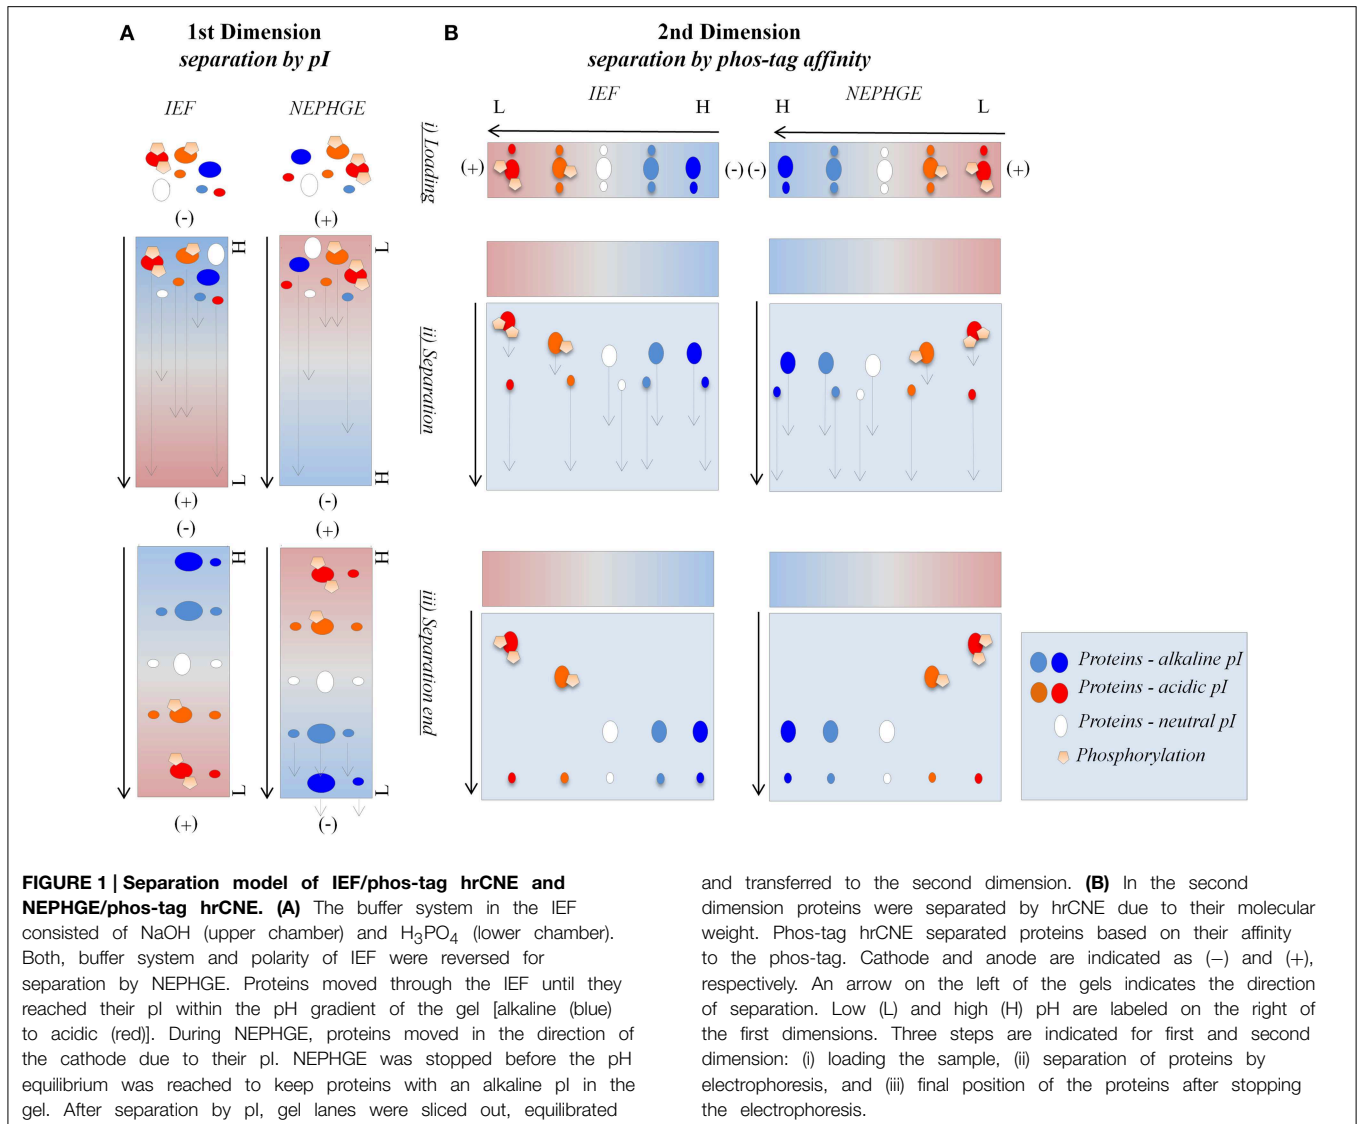 A
1st Dimension
separation by pI
IEF
NEPHGE
(-)
(+)
H
L
L
H
(+)
(-)
(-)
(+)
H
H
L
L
(+)
(-)
B
2nd Dimension
separation by phos-tag affinity
i) Loading
IEF
NEPHGE
L
H
H
L
(+)
(-)
(-)
(+)
ii) Separation
iii) Separation end
Proteins - alkaline pI
Proteins - acidic pI
Proteins - neutral pI
Phosphorylation
FIGURE 1 | Separation model of IEF/phos-tag hrCNE and
NEPHGE/phos-tag hrCNE. (A) The buffer system in the IEF
consisted of NaOH (upper chamber) and H3PO4 (lower chamber).
Both, buffer system and polarity of IEF were reversed for
separation by NEPHGE. Proteins moved through the IEF until they
reached their pI within the pH gradient of the gel [alkaline (blue)
to acidic (red)]. During NEPHGE, proteins moved in the direction of
the cathode due to their pI. NEPHGE was stopped before the pH
equilibrium was reached to keep proteins with an alkaline pI in the
gel. After separation by pI, gel lanes were sliced out, equilibrated
and transferred to the second dimension. (B) In the second
dimension proteins were separated by hrCNE due to their molecular
weight. Phos-tag hrCNE separated proteins based on their affinity
to the phos-tag. Cathode and anode are indicated as (−) and (+),
respectively. An arrow on the left of the gels indicates the direction
of separation. Low (L) and high (H) pH are labeled on the right of
the first dimensions. Three steps are indicated for first and second
dimension: (i) loading the sample, (ii) separation of proteins by
electrophoresis, and (iii) final position of the proteins after stopping
the electrophoresis.